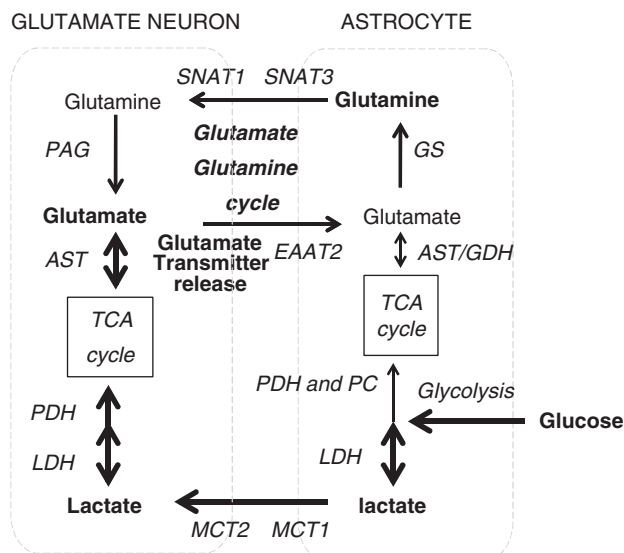 GLUTAMATE NEURON
ASTROCYTE
SNAT1
SNAT3
Glutamine
Glutamine
Glutamate
PAG
GS
Glutamine
cycle
Glutamate
Glutamate
Glutamate
Transmitter
release
EAAT2
AST
AST/GDH
TCA
cycle
TCA
cycle
PDH and PC
Glycolysis
PDH
Glucose
LDH
LDH
Lactate
lactate
MCT2
MCT1